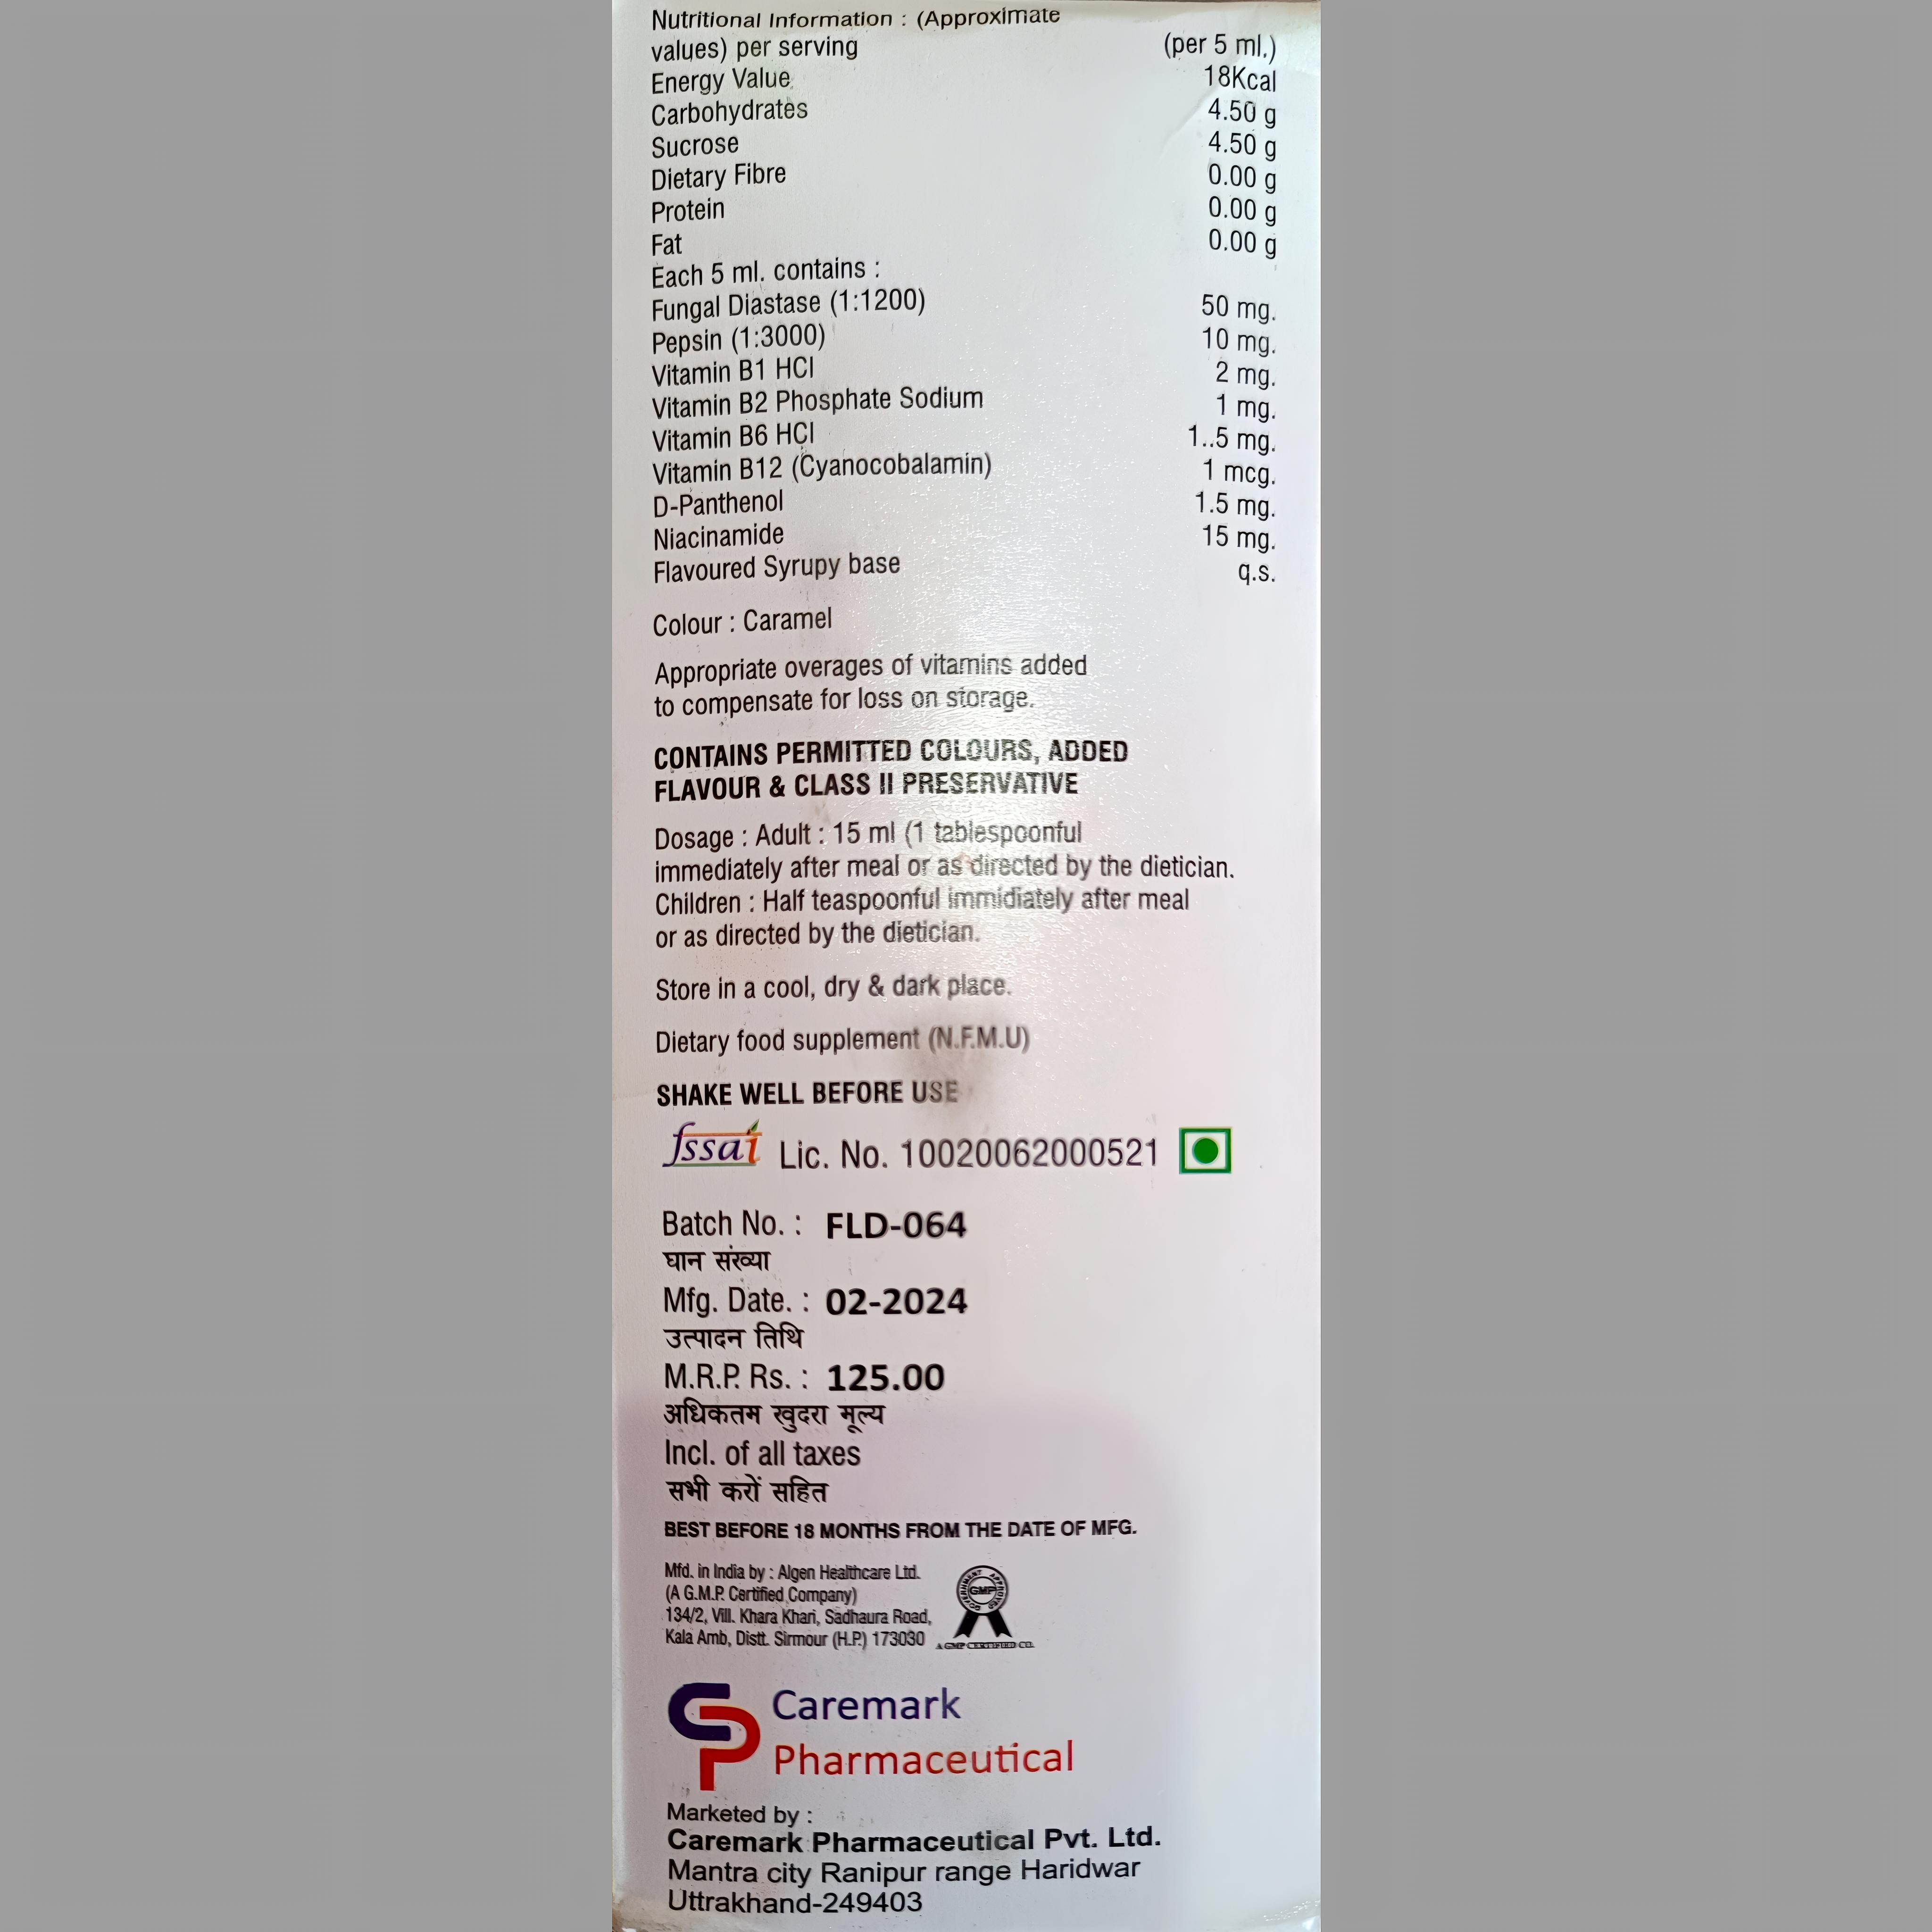 Nutritional Information : (Approximate
values) per serving (per 5 ml.)
Energy Value 18Kcal
Carbohydrates 4.50 g
Sucrose 4.50 g
Dietary Fibre 0.00 g
Protein 0.00 g
Fat 0.00 g
Each 5 ml. contains :
Fungal Diastase (1:1200) 50 mg.
Pepsin (1:3000) 10 mg.
Vitamin B1 HCl 2 mg.
Vitamin B2 Phosphate Sodium 1 mg.
Vitamin B6 HCl 1..5 mg.
Vitamin B12 (Cyanocobalamin) 1 mcg.
D-Panthenol 1.5 mg.
Niacinamide 15 mg.
Flavoured Syrupy base q.s.
Colour : Caramel
Appropriate overages of vitamins added
to compensate for loss on storage.
CONTAINS PERMITTED COLOURS, ADDED
FLAVOUR & CLASS II PRESERVATIVE
Dosage : Adult : 15 ml (1 tablespoonful
immediately after meal or as directed by the dietician.
Children : Half teaspoonful immidiately after meal
or as directed by the dietician.
Store in a cool, dry & dark place.
Dietary food supplement (N.F.M.U)
SHAKE WELL BEFORE USE
fssai Lic. No. 10020062000521
Batch No. : FLD-064
घान संख्या
Mfg. Date. : 02-2024
उत्पादन तिथि
M.R.P. Rs. : 125.00
अधिकतम खुदरा मूल्य
Incl. of all taxes
सभी करों सहित
BEST BEFORE 18 MONTHS FROM THE DATE OF MFG.
Mfd. in India by : Algen Healthcare Ltd.
(A G.M.P. Certified Company)
134/2, Vill. Khara Khari, Sadhaura Road,
Kala Amb, Distt. Sirmour (H.P.) 173030
GOVERNMENT APPROVED
GMP
A GMP CERTIFIED CO.
Caremark
Pharmaceutical
Marketed by :
Caremark Pharmaceutical Pvt. Ltd.
Mantra city Ranipur range Haridwar
Uttrakhand-249403